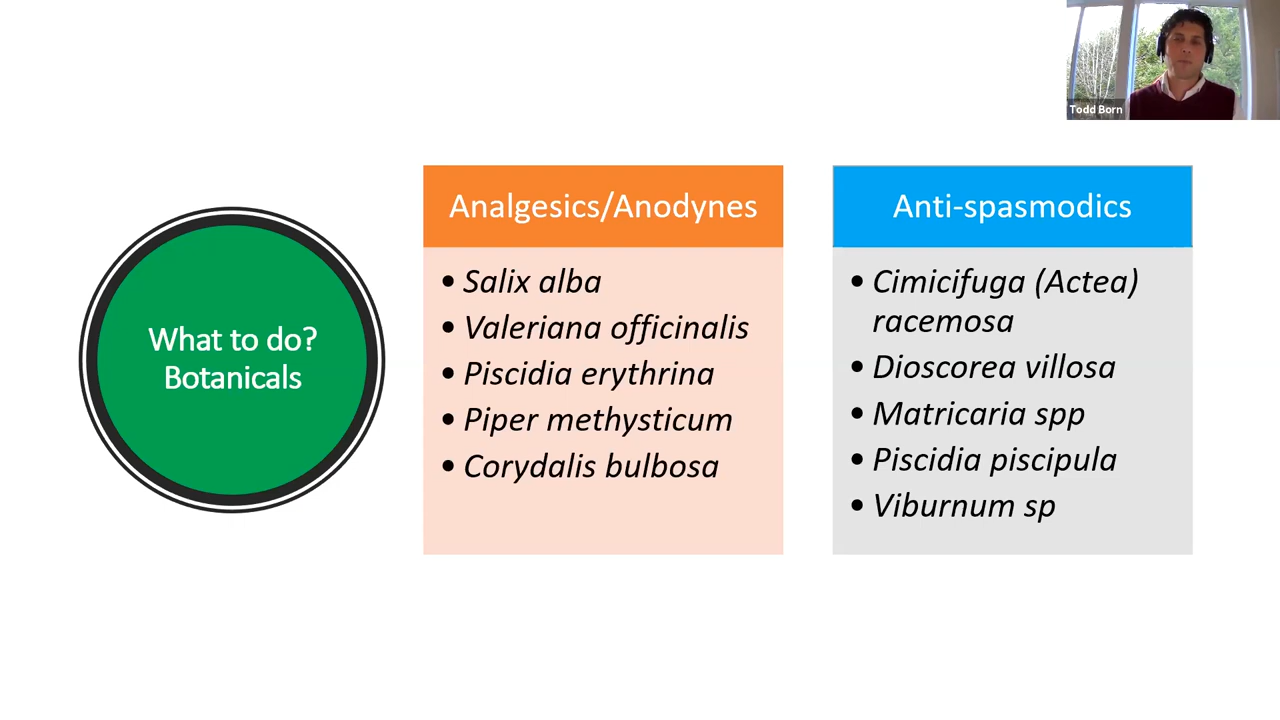 Todd Born
What to do?
Botanicals
Analgesics/Anodynes
• Salix alba
• Valeriana officinalis
• Piscidia erythrina
• Piper methysticum
• Corydalis bulbosa
Anti-spasmodics
• Cimicifuga (Actea)
racemosa
• Dioscorea villosa
• Matricaria spp
• Piscidia piscipula
• Viburnum sp